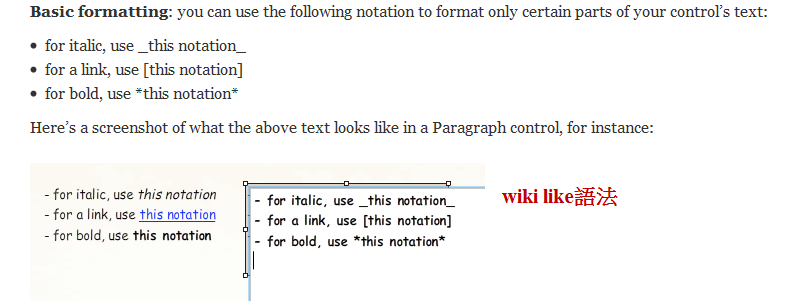 Basic formatting: you can use the following notation to format only certain parts of your control's text:
• for italic, use _this notation_
• for a link, use [this notation]
• for bold, use *this notation*
Here's a screenshot of what the above text looks like in a Paragraph control, for instance:
- for italic, use this notation
- for a link, use this notation
- for bold, use this notation
- for italic, use _this notation_
- for a link, use [this notation]
- for bold, use *this notation*
wiki like語法